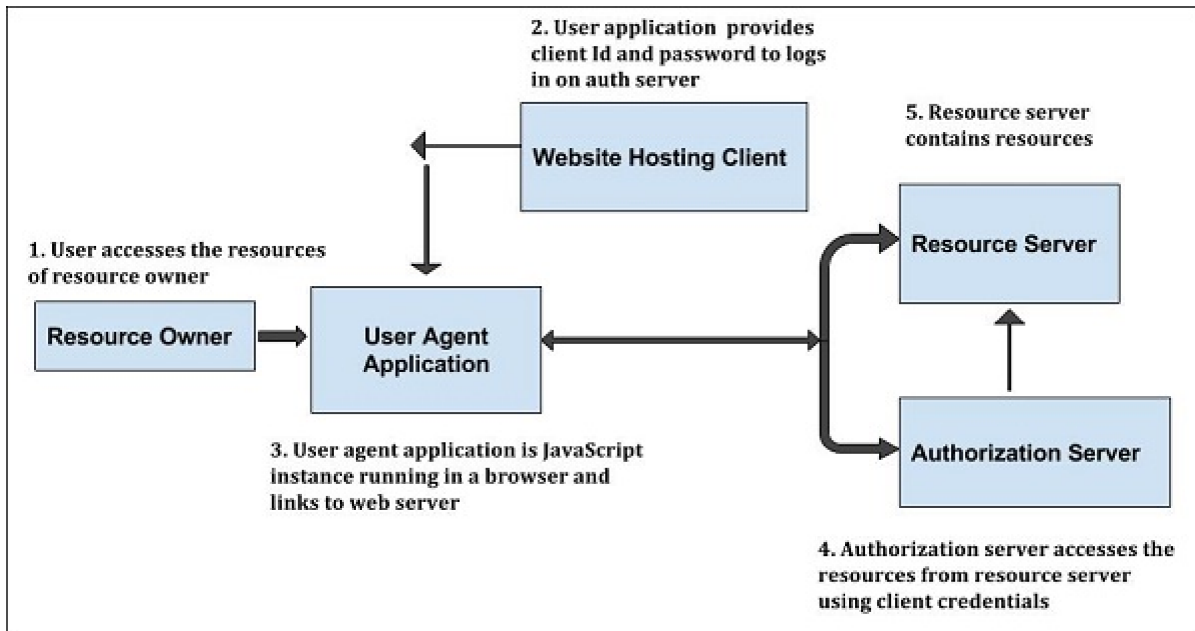 2. User application provides
client Id and password to logs
in on auth server
Website Hosting Client
5. Resource server
contains resources
Resource Server
1. User accesses the resources
of resource owner
Resource Owner
User Agent
Application
3. User agent application is JavaScript
instance running in a browser and
links to web server
Authorization Server
4. Authorization server accesses the
resources from resource server
using client credentials